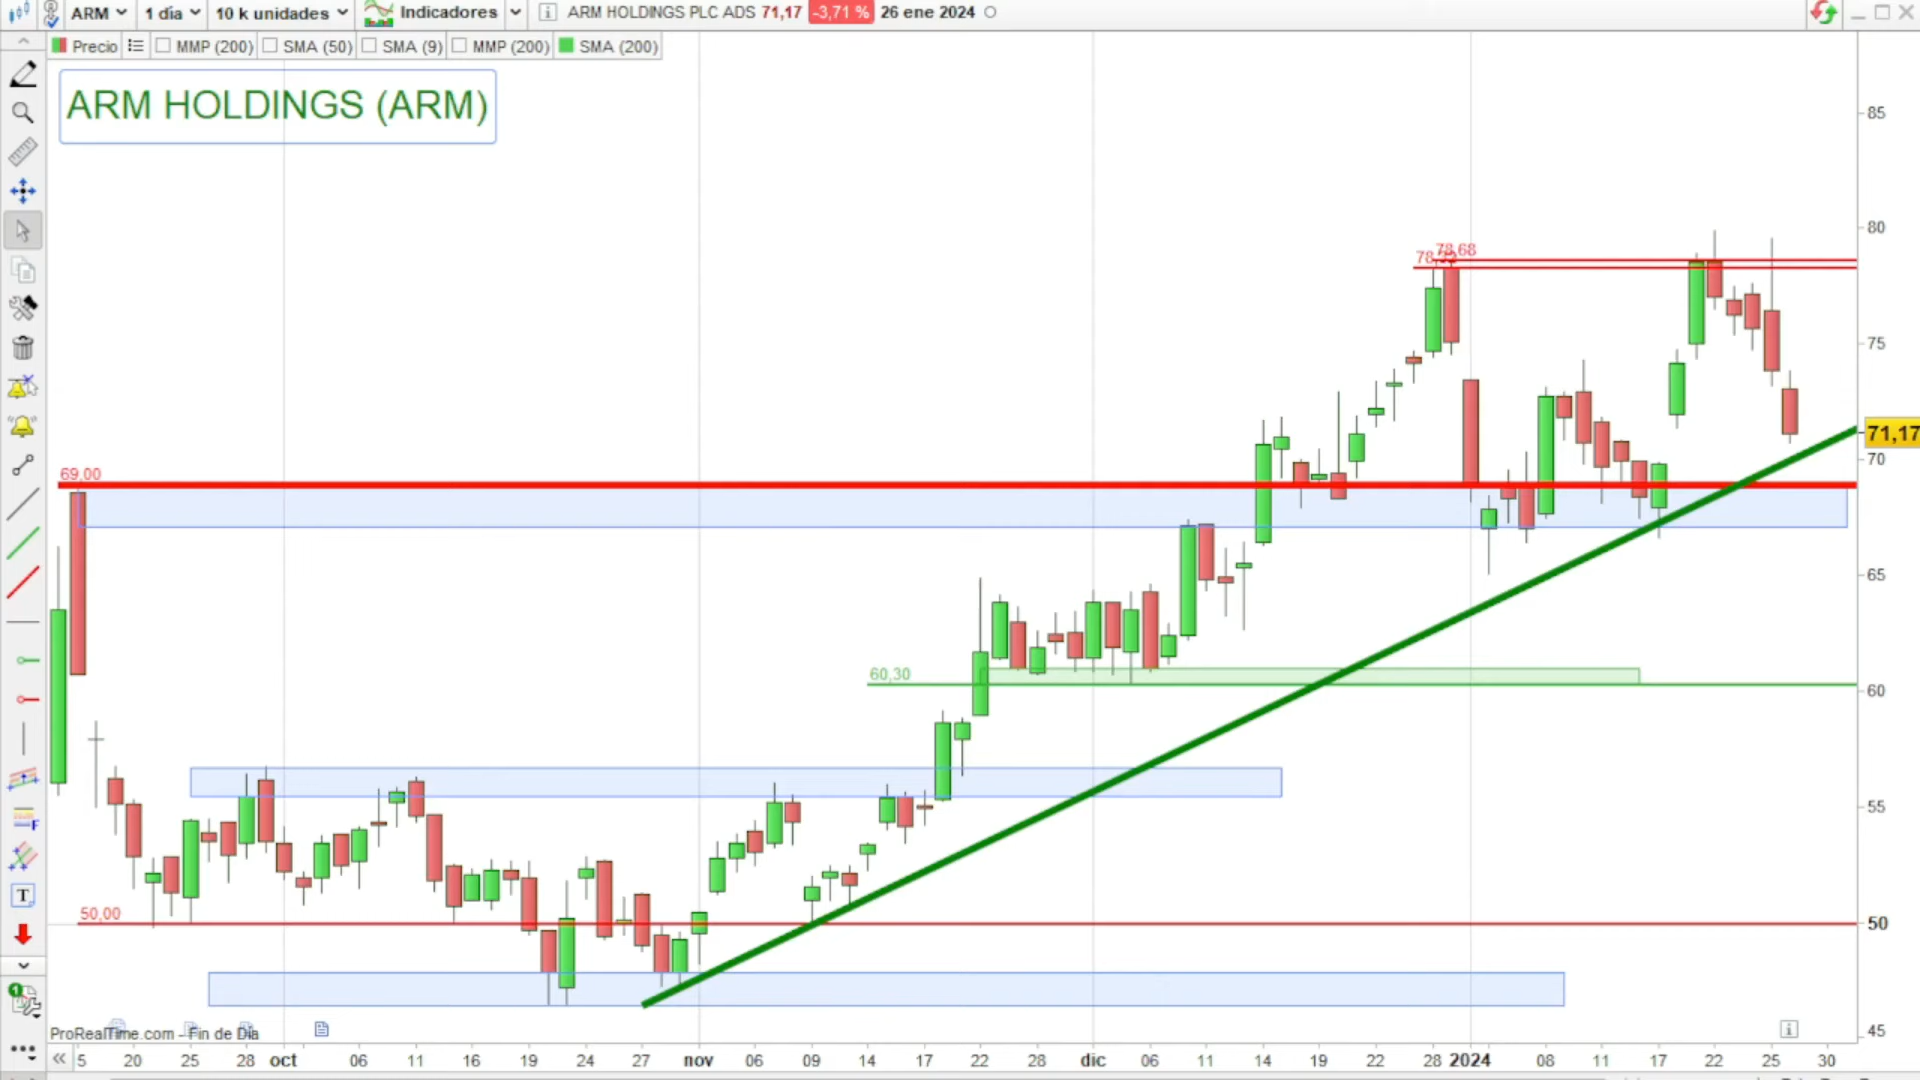 ARM 1 día 10 k unidades Indicadores ARM HOLDINGS PLC ADS 71,17 -3,71 % 26 ene 2024
Precio MMP (200) SMA (50) SMA (9) MMP (200) SMA (200)
ARM HOLDINGS (ARM)
85
80
78,68
75
71,17
70
69,00
65
60,30
60
55
50,00
50
45
ProRealTime.com - Fin de Día
5 20 25 28 oct 06 11 16 19 24 27 nov 06 09 14 17 22 28 dic 06 11 14 19 22 28 2024 08 11 17 22 25 30